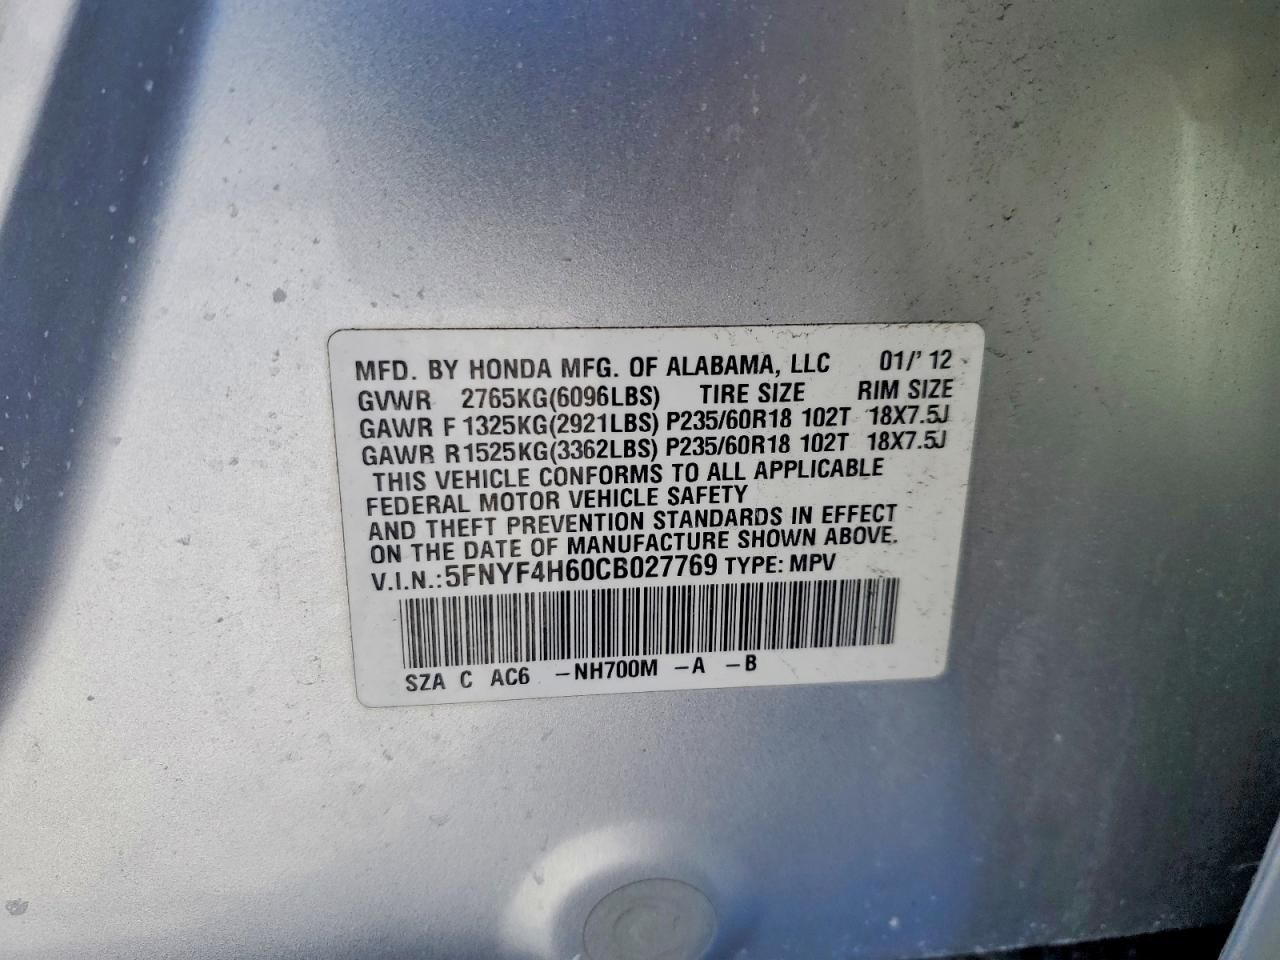 MFD. BY HONDA MFG. OF ALABAMA, LLC 01/' 12
GVWR 2765KG(6096LBS) TIRE SIZE RIM SIZE
GAWR F 1325KG(2921LBS) P235/60R18 102T 18X7.5J
GAWR R1525KG(3362LBS) P235/60R18 102T 18X7.5J
THIS VEHICLE CONFORMS TO ALL APPLICABLE
FEDERAL MOTOR VEHICLE SAFETY
AND THEFT PREVENTION STANDARDS IN EFFECT
ON THE DATE OF MANUFACTURE SHOWN ABOVE.
V.I.N.:5FNYF4H60CB027769 TYPE: MPV
SZA C AC6 -NH700M -A -B